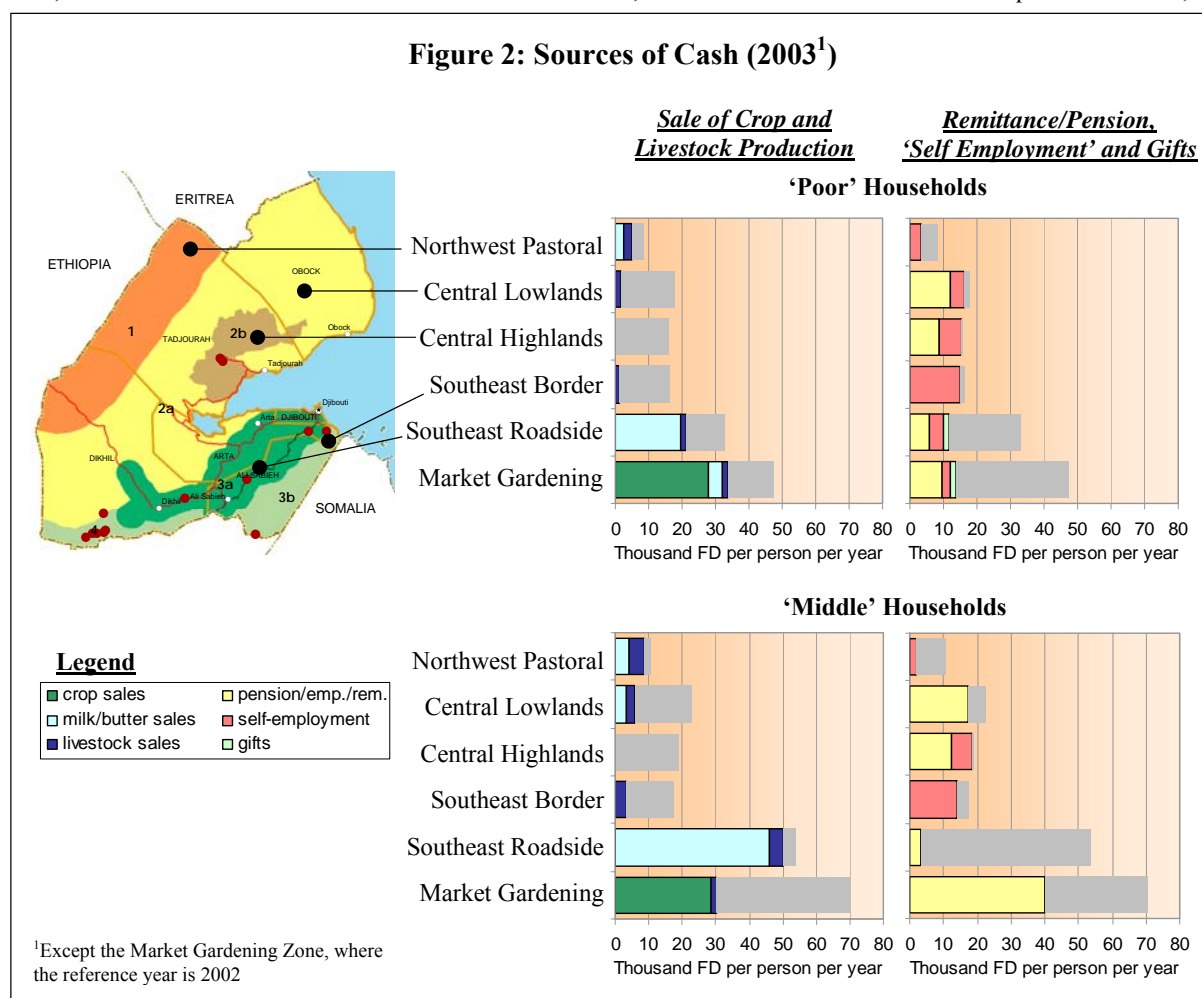 Figure 2: Sources of Cash (2003¹)
Sale of Crop and
Livestock Production
Remittance/Pension,
‘Self Employment’ and Gifts
‘Poor’ Households
ERITREA
ETHIOPIA
OBOCK
1
TADJOURAH
2b
Obock
Tadjourah
2a
Djibouti
Arta
DJIBOUTI
DIKHIL
ARTA
ALI SABIEH
Dikhil
Ali Sabieh
3a
3b
SOMALIA
4
Northwest Pastoral
Central Lowlands
Central Highlands
Southeast Border
Southeast Roadside
Market Gardening
0 10 20 30 40 50 60 70 80
Thousand FD per person per year
0 10 20 30 40 50 60 70 80
Thousand FD per person per year
‘Middle’ Households
Northwest Pastoral
Central Lowlands
Central Highlands
Southeast Border
Southeast Roadside
Market Gardening
0 10 20 30 40 50 60 70 80
Thousand FD per person per year
0 10 20 30 40 50 60 70 80
Thousand FD per person per year
Legend
crop sales
pension/emp./rem.
milk/butter sales
self-employment
livestock sales
gifts
¹Except the Market Gardening Zone, where
the reference year is 2002